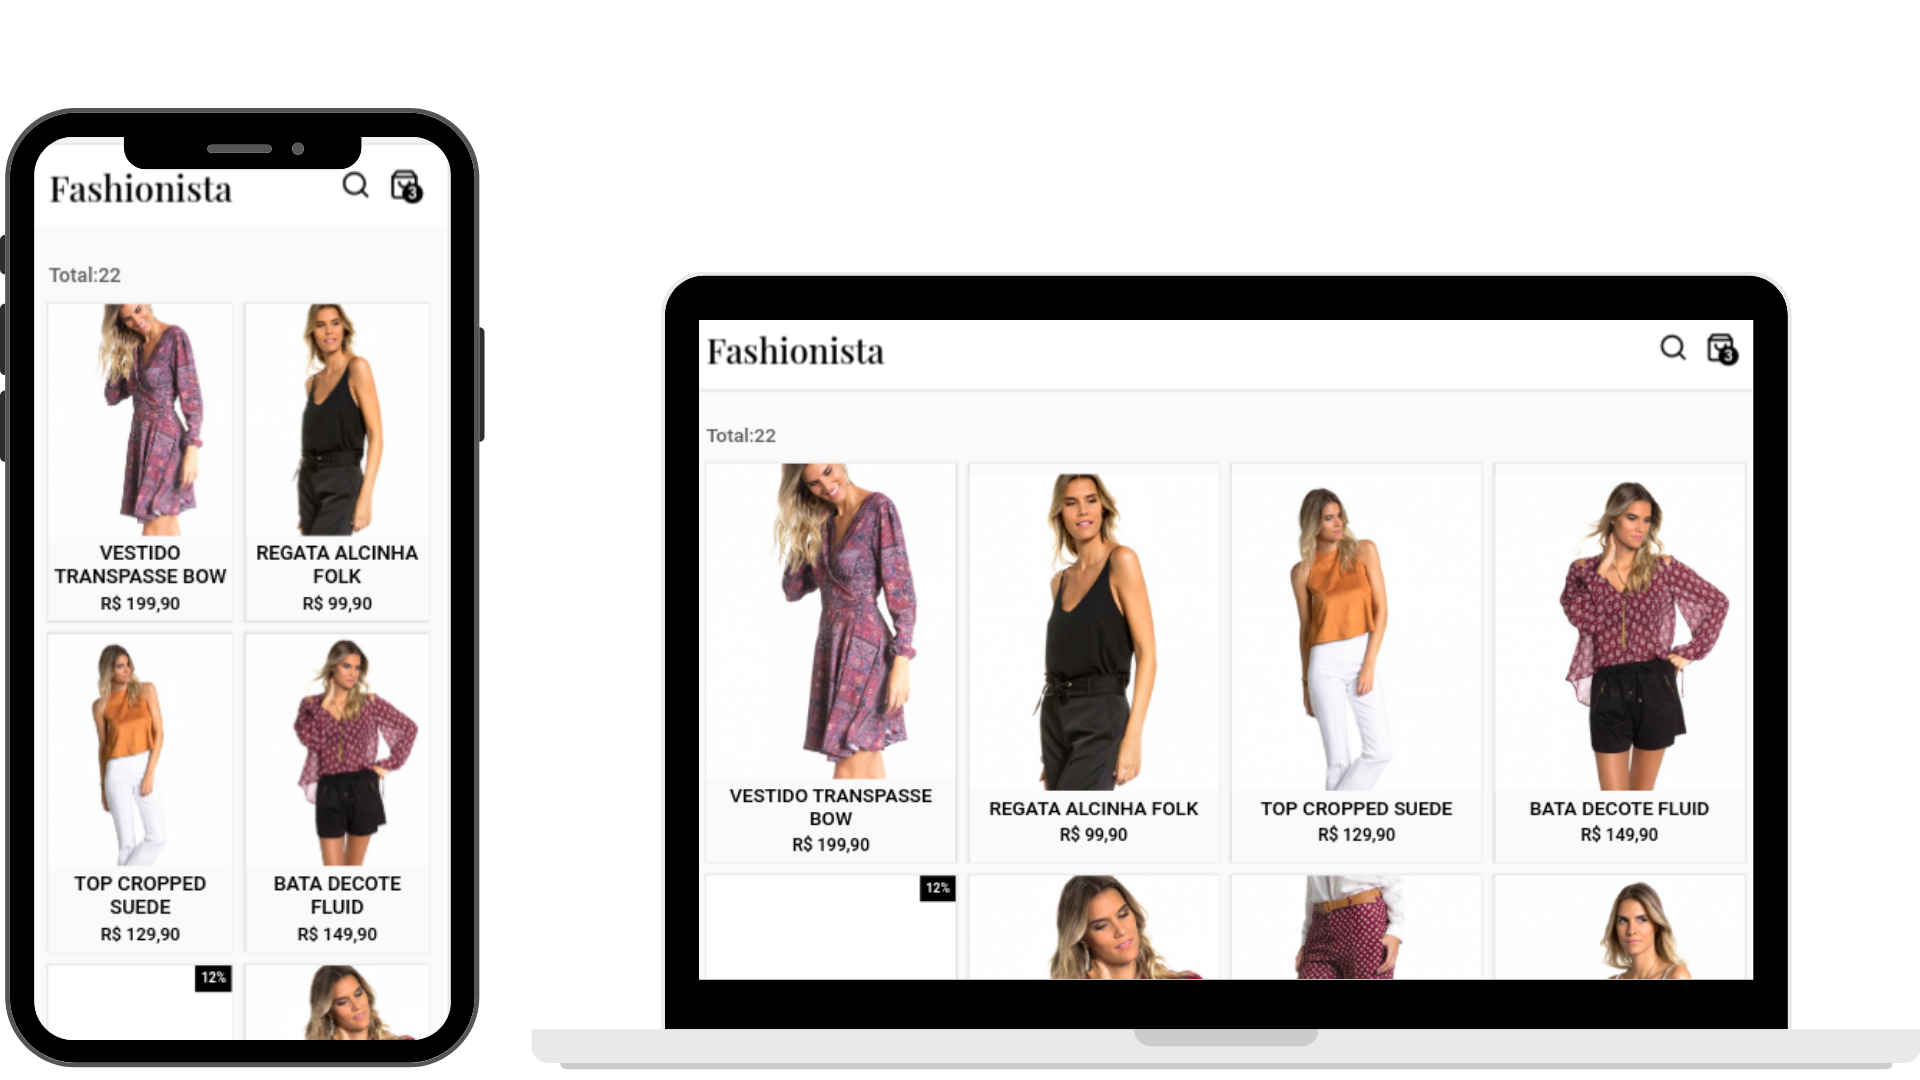 Fashionista
3
Total:22
VESTIDO
TRANSPASSE BOW
R$ 199,90
REGATA ALCINHA
FOLK
R$ 99,90
TOP CROPPED
SUEDE
R$ 129,90
BATA DECOTE
FLUID
R$ 149,90
12%
Fashionista
3
Total:22
VESTIDO TRANSPASSE
BOW
R$ 199,90
REGATA ALCINHA FOLK
R$ 99,90
TOP CROPPED SUEDE
R$ 129,90
BATA DECOTE FLUID
R$ 149,90
12%